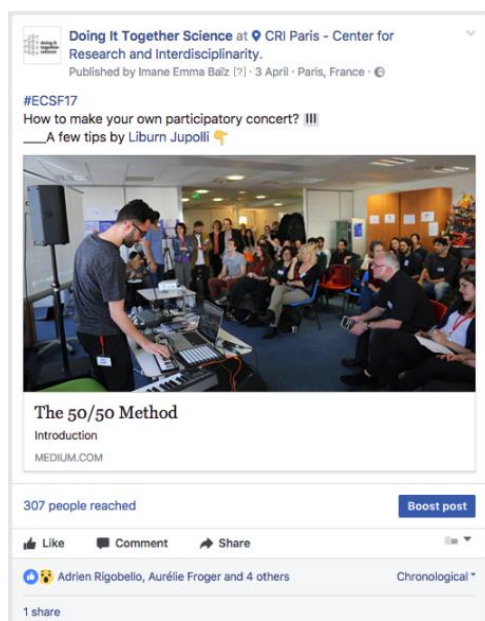 Doing It Together Science at CRI Paris - Center for
Research and Interdisciplinarity.
Published by Imane Emma Baïz [?] · 3 April · Paris, France ·
#ECSF17
How to make your own participatory concert?
___A few tips by Liburn Jupolli
The 50/50 Method
Introduction
MEDIUM.COM
307 people reached
Boost post
Like Comment Share
Adrien Rigobello, Aurélie Froger and 4 others
Chronological
1 share